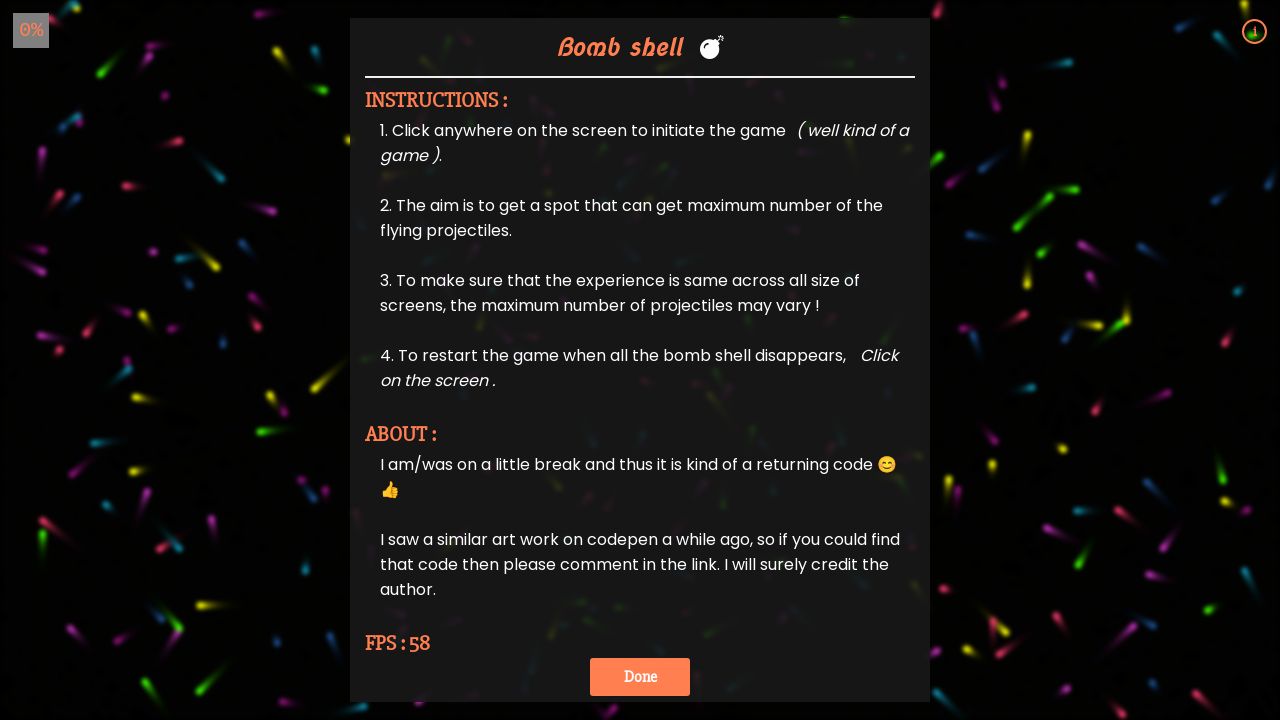 0%
i
Bomb shell 💣
INSTRUCTIONS :
1. Click anywhere on the screen to initiate the game ( well kind of a
game ).
2. The aim is to get a spot that can get maximum number of the
flying projectiles.
3. To make sure that the experience is same across all size of
screens, the maximum number of projectiles may vary !
4. To restart the game when all the bomb shell disappears, Click
on the screen .
ABOUT :
I am/was on a little break and thus it is kind of a returning code 😊
👍
I saw a similar art work on codepen a while ago, so if you could find
that code then please comment in the link. I will surely credit the
author.
FPS : 58
Done